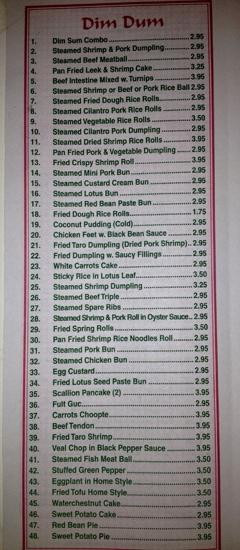 Dim Dum
1. Dim Sum Combo 2.95
2. Steamed Shrimp & Pork Dumpling 2.95
3. Steamed Beef Meatball 2.95
4. Pan Fried Leek & Shrimp Cake 3.25
5. Beef Intestine Mixed w. Turnips 3.95
6. Steamed Shrimp or Beef or Pork Rice Ball 2.95
7. Steamed Fried Dough Rice Rolls 2.95
8. Steamed Cilantro Pork Rice Rolls 2.95
9. Steamed Vegetable Rice Rolls 3.50
10. Steamed Cilantro Pork Dumpling 2.95
11. Steamed Dried Shrimp Rice Rolls 3.95
12. Pan Fried Pork & Vegetable Dumpling 2.95
13. Fried Crispy Shrimp Roll 3.95
14. Steamed Mini Pork Bun 2.95
15. Steamed Custard Cream Bun 2.95
16. Steamed Lotus Bun 2.95
17. Steamed Red Bean Paste Bun 2.95
18. Fried Dough Rice Rolls 1.75
19. Coconut Pudding (Cold) 2.95
20. Chicken Feet w. Black Bean Sauce 2.95
21. Fried Taro Dumpling (Dried Pork Shrimp) 2.95
22. Fried Dumpling w. Saucy Fillings 2.95
23. White Carrots Cake 2.95
24. Sticky Rice in Lotus Leaf 3.50
25. Steamed Shrimp Dumpling 3.25
26. Steamed Beef Triple 2.95
27. Steamed Spare Ribs 2.95
28. Steamed Shrimp & Pork Roll in Oyster Sauce 2.95
29. Fried Spring Rolls 3.50
30. Pan Fried Shrimp Rice Noodles Roll 2.95
31. Steamed Pork Bun 2.95
32. Steamed Chicken Bun 2.95
33. Egg Custard 2.95
34. Fried Lotus Seed Paste Bun 2.95
35. Scallion Pancake (2) 3.95
36. Fult Guc 2.95
37. Carrots Choopte 3.95
38. Beef Tendon 3.95
39. Fried Taro Shrimp 3.95
40. Veal Chop in Black Pepper Sauce 3.95
41. Steamed Fish Meat Ball 3.50
42. Stuffed Green Pepper 3.50
43. Eggplant in Home Style 3.50
44. Fried Tofu Home Style 3.50
45. Waterchestnut Cake 2.95
46. Sweet Potato Cake 2.95
47. Red Bean Pie 3.95
48. Sweet Potato Pie 3.95